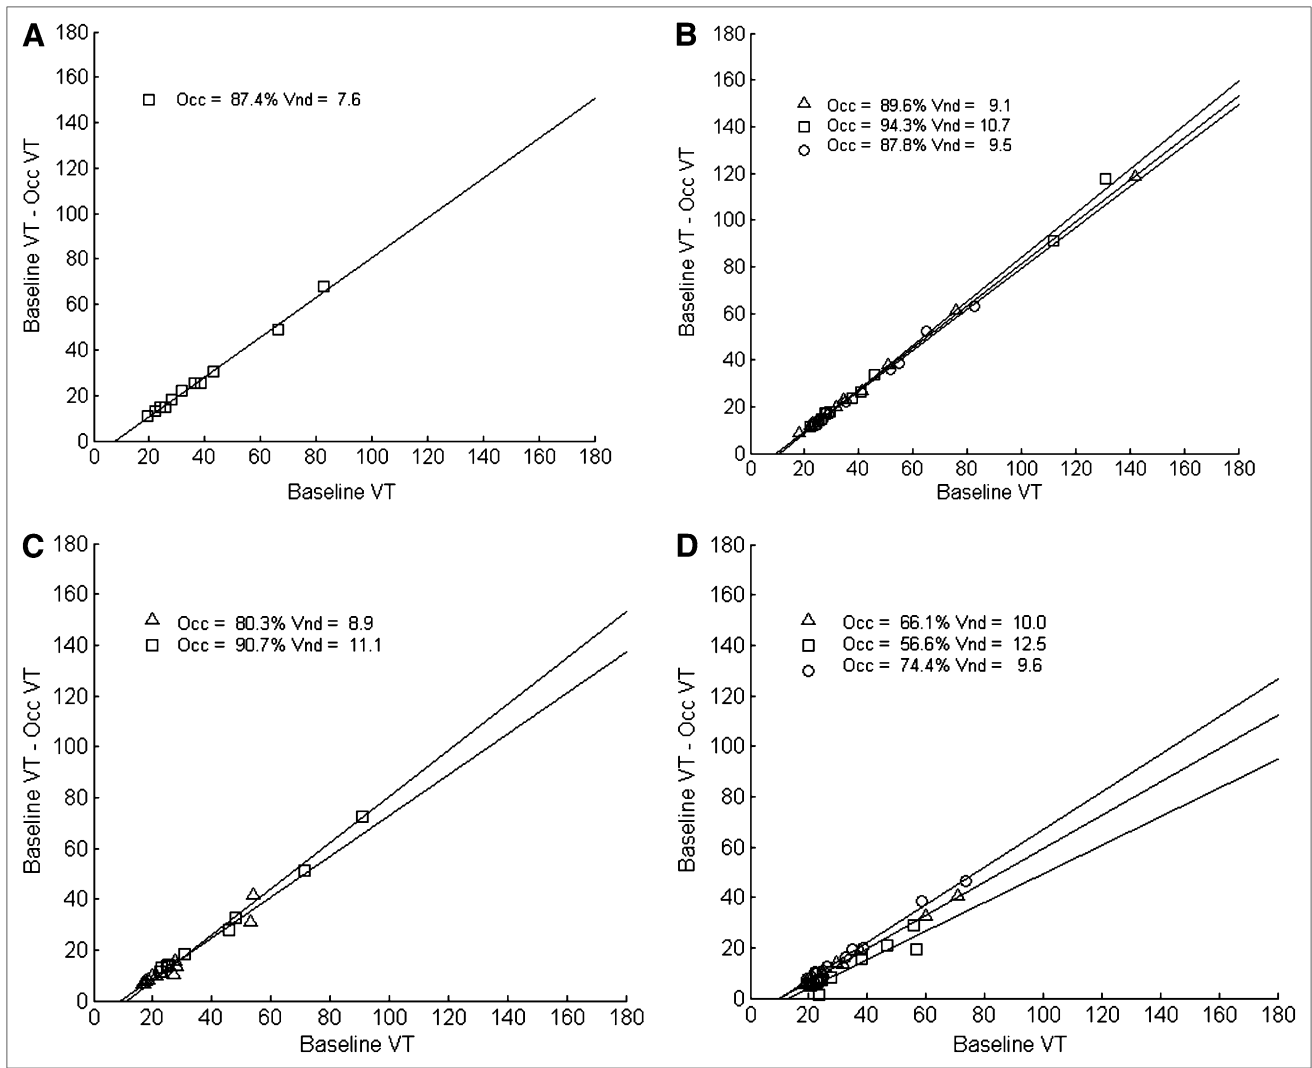 A
180
160
140
120
100
80
60
40
20
0
Baseline VT - Occ VT
Occ = 87.4% Vnd = 7.6
0 20 40 60 80 100 120 140 160 180
Baseline VT
B
180
160
140
120
100
80
60
40
20
0
Baseline VT - Occ VT
Occ = 89.6% Vnd = 9.1
Occ = 94.3% Vnd = 10.7
Occ = 87.8% Vnd = 9.5
0 20 40 60 80 100 120 140 160 180
Baseline VT
C
180
160
140
120
100
80
60
40
20
0
Baseline VT - Occ VT
Occ = 80.3% Vnd = 8.9
Occ = 90.7% Vnd = 11.1
0 20 40 60 80 100 120 140 160 180
Baseline VT
D
180
160
140
120
100
80
60
40
20
0
Baseline VT - Occ VT
Occ = 66.1% Vnd = 10.0
Occ = 56.6% Vnd = 12.5
Occ = 74.4% Vnd = 9.6
0 20 40 60 80 100 120 140 160 180
Baseline VT